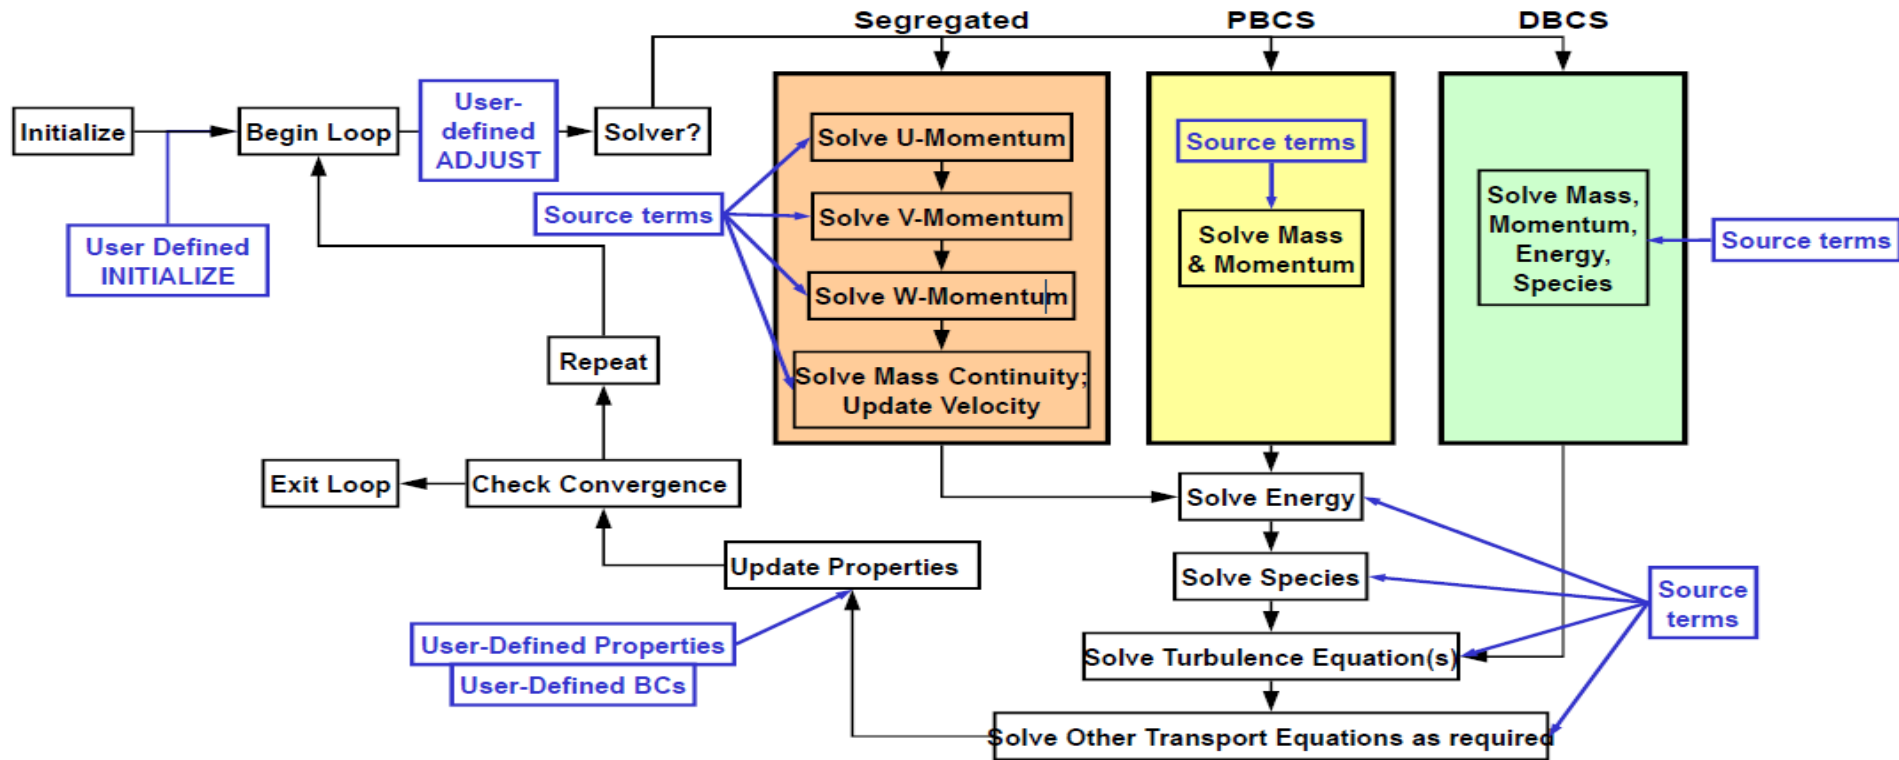 Segregated
PBCS
DBCS
Initialize
Begin Loop
User-
defined
ADJUST
Solver?
User Defined
INITIALIZE
Source terms
Solve U-Momentum
Solve V-Momentum
Solve W-Momentum
Solve Mass Continuity;
Update Velocity
Source terms
Solve Mass
& Momentum
Solve Mass,
Momentum,
Energy,
Species
Source terms
Repeat
Exit Loop
Check Convergence
Solve Energy
Update Properties
Solve Species
Source
terms
User-Defined Properties
User-Defined BCs
Solve Turbulence Equation(s)
Solve Other Transport Equations as required